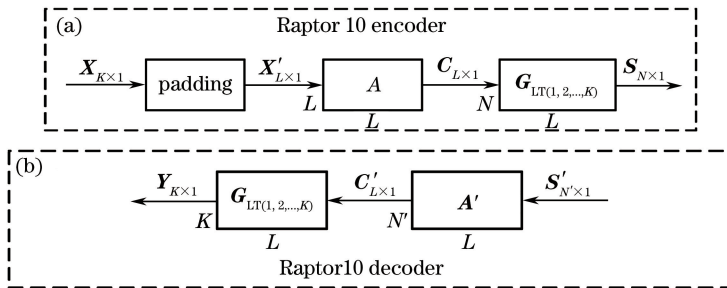 (a) Raptor 10 encoder
X_{K×1} padding X'_{L×1} A C_{L×1} G_{LT(1, 2,...,K)} S_{N×1}
L N
L L
(b)
Y_{K×1} G_{LT(1, 2,...,K)} C'_{L×1} A' S'_{N'×1}
K N'
L L
Raptor10 decoder